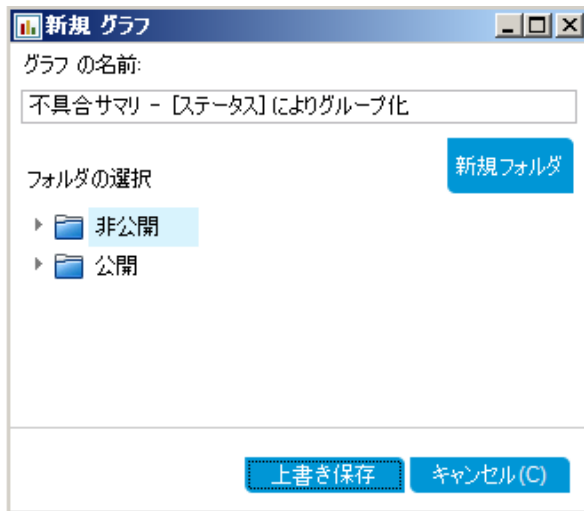 新規 グラフ
グラフ の名前:
不具合サマリ - [ステータス] によりグループ化
新規フォルダ
フォルダの選択
非公開
公開
上書き保存
キャンセル(C)